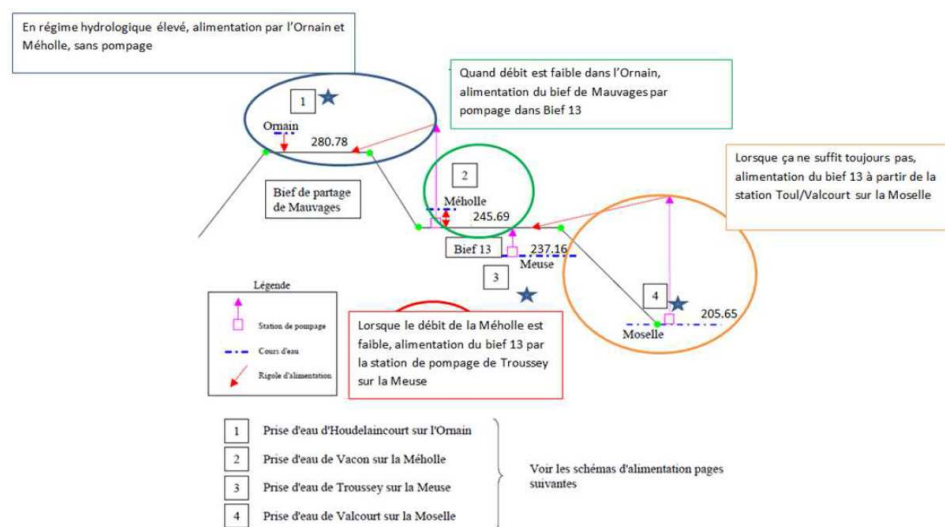 En régime hydrologique élevé, alimentation par l'Ornain et
Méholle, sans pompage
Quand débit est faible dans l'Ornain,
alimentation du bief de Mauvages par
pompage dans Bief 13
1
Ornain
280.78
Lorsque ça ne suffit toujours pas,
alimentation du bief 13 à partir de la
station Toul/Valcourt sur la Moselle
2
Méholle
245.69
Bief de partage
de Mauvages
Bief 13
237.16
Meuse
3
4
205.65
Moselle
Légende
Station de pompage
Cours d'eau
Rigole d'alimentation
Lorsque le débit de la Méholle est
faible, alimentation du bief 13 par
la station de pompage de Troussey
sur la Meuse
1 Prise d'eau d'Houdelaincourt sur l'Ornain
2 Prise d'eau de Vacon sur la Méholle
3 Prise d'eau de Troussey sur la Meuse
4 Prise d'eau de Valcourt sur la Moselle
Voir les schémas d'alimentation pages
suivantes